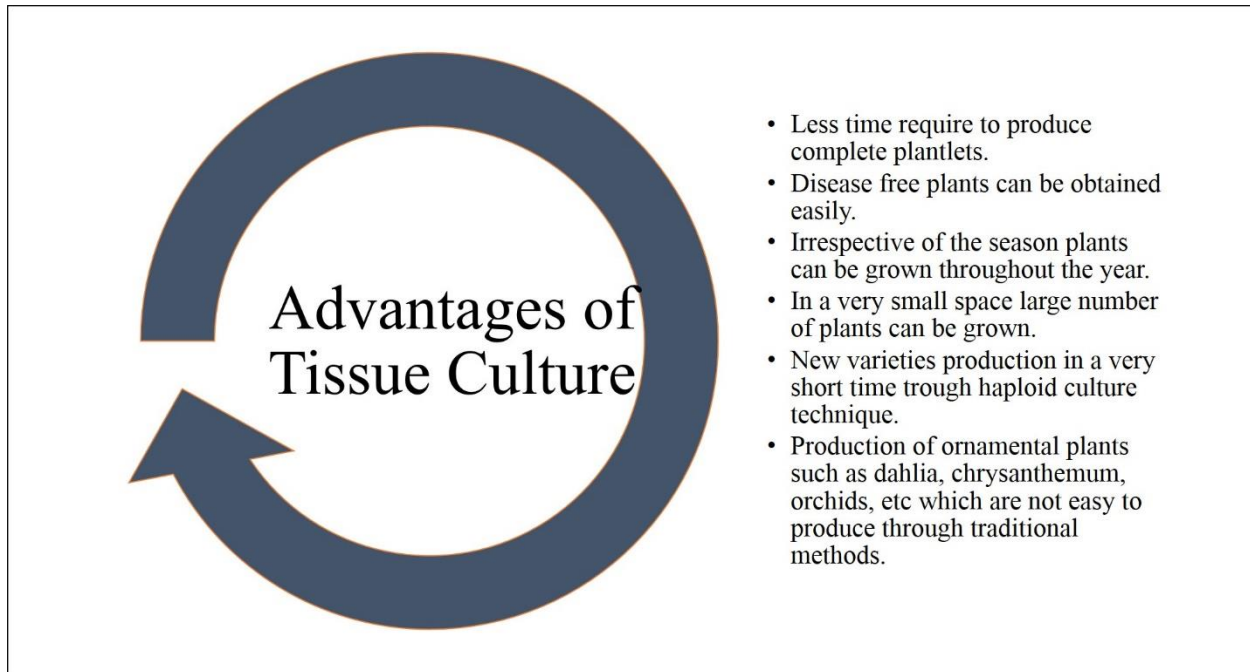 Advantages of
Tissue Culture
• Less time require to produce
complete plantlets.
• Disease free plants can be obtained
easily.
• Irrespective of the season plants
can be grown throughout the year.
• In a very small space large number
of plants can be grown.
• New varieties production in a very
short time trough haploid culture
technique.
• Production of ornamental plants
such as dahlia, chrysanthemum,
orchids, etc which are not easy to
produce through traditional
methods.